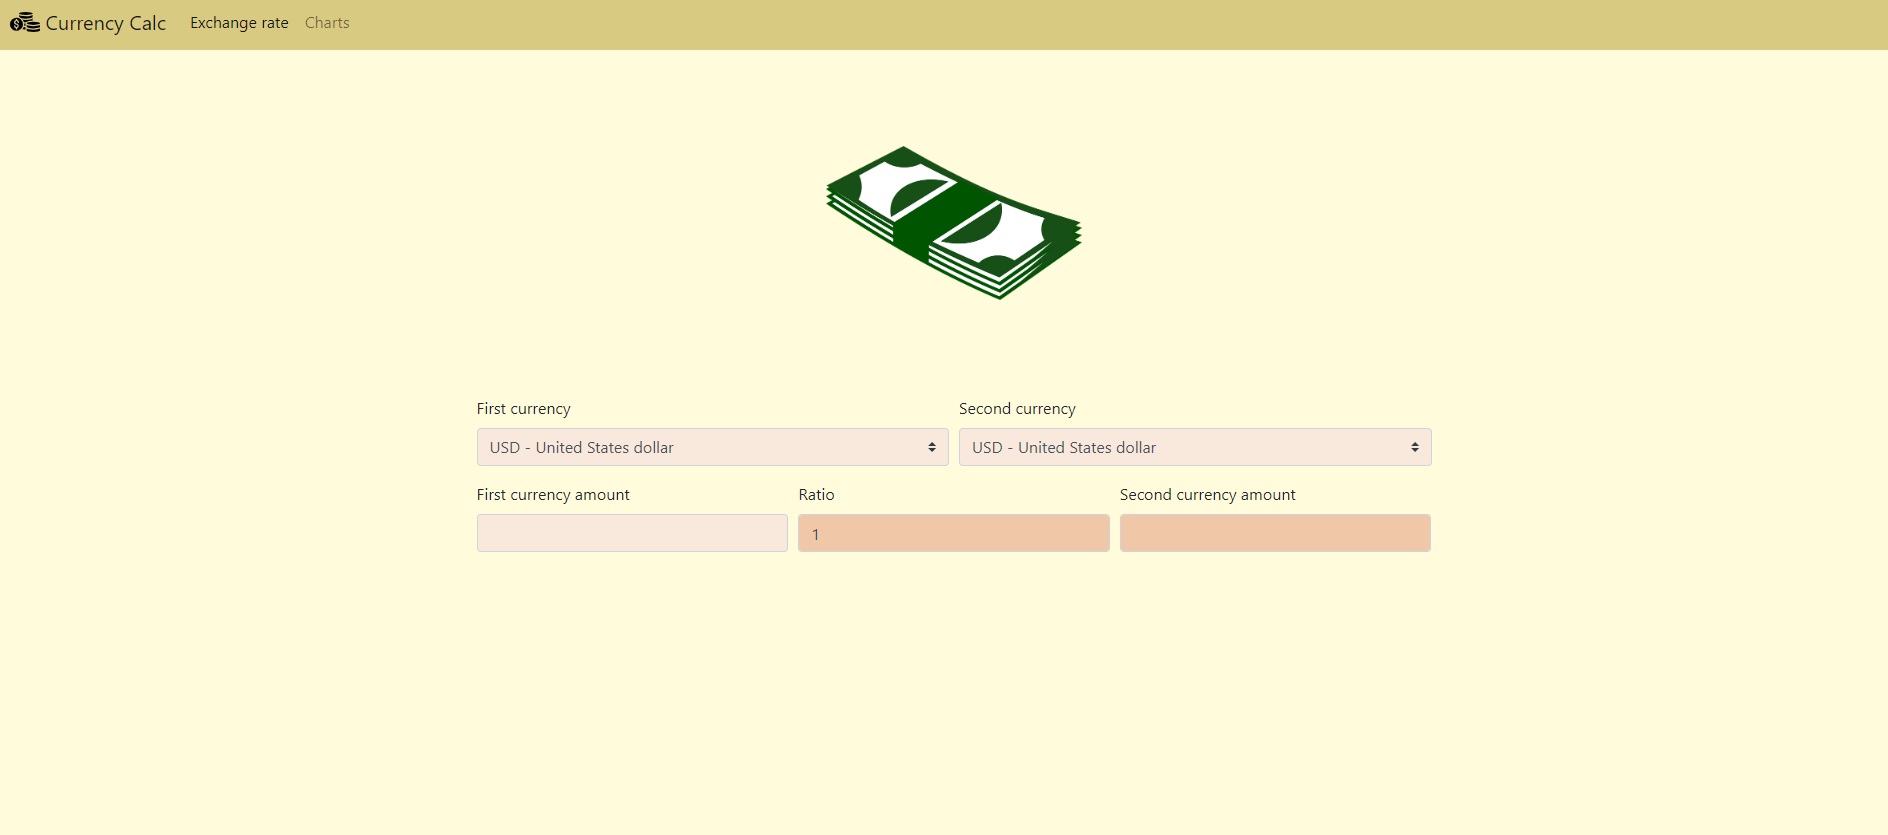 Currency Calc Exchange rate Charts
First currency Second currency
USD - United States dollar USD - United States dollar
First currency amount Ratio Second currency amount
1